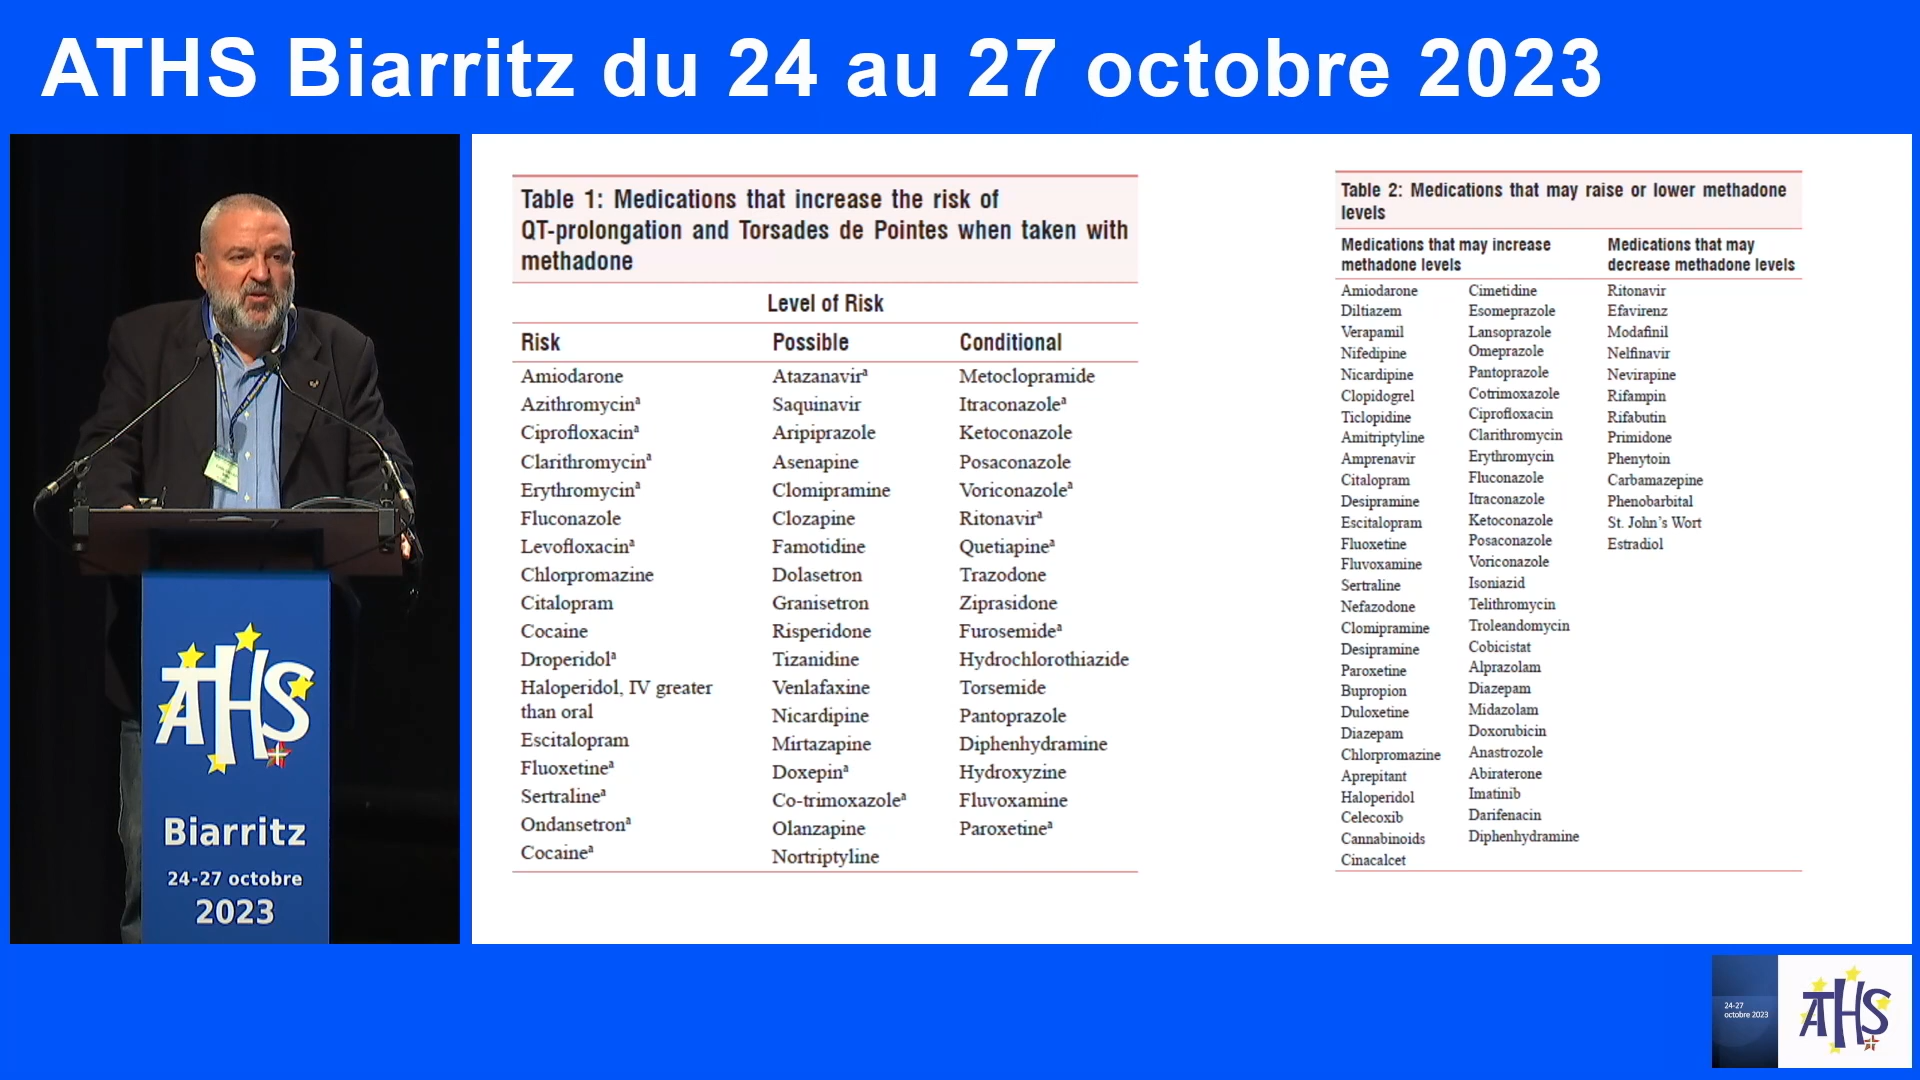 ATHS Biarritz du 24 au 27 octobre 2023
ATHS
Biarritz
24-27 octobre
2023
Table 1: Medications that increase the risk of
QT-prolongation and Torsades de Pointes when taken with
methadone
Level of Risk
Risk Possible Conditional
Amiodarone Atazanavirᵃ Metoclopramide
Azithromycinᵃ Saquinavir Itraconazoleᵃ
Ciprofloxacinᵃ Aripiprazole Ketoconazole
Clarithromycinᵃ Asenapine Posaconazole
Erythromycinᵃ Clomipramine Voriconazoleᵃ
Fluconazole Clozapine Ritonavirᵃ
Levofloxacinᵃ Famotidine Quetiapineᵃ
Chlorpromazine Dolasetron Trazodone
Citalopram Granisetron Ziprasidone
Cocaine Risperidone Furosemideᵃ
Droperidolᵃ Tizanidine Hydrochlorothiazide
Haloperidol, IV greater Venlafaxine Torsemide
than oral Nicardipine Pantoprazole
Escitalopram Mirtazapine Diphenhydramine
Fluoxetineᵃ Doxepinᵃ Hydroxyzine
Sertralineᵃ Co-trimoxazoleᵃ Fluvoxamine
Ondansetronᵃ Olanzapine Paroxetineᵃ
Cocaineᵃ Nortriptyline
Table 2: Medications that may raise or lower methadone
levels
Medications that may increase Medications that may
methadone levels decrease methadone levels
Amiodarone Cimetidine Ritonavir
Diltiazem Esomeprazole Efavirenz
Verapamil Lansoprazole Modafinil
Nifedipine Omeprazole Nelfinavir
Nicardipine Pantoprazole Nevirapine
Clopidogrel Cotrimoxazole Rifampin
Ticlopidine Ciprofloxacin Rifabutin
Amitriptyline Clarithromycin Primidone
Amprenavir Erythromycin Phenytoin
Citalopram Fluconazole Carbamazepine
Desipramine Itraconazole Phenobarbital
Escitalopram Ketoconazole St. John’s Wort
Fluoxetine Posaconazole Estradiol
Fluvoxamine Voriconazole
Sertraline Isoniazid
Nefazodone Telithromycin
Clomipramine Troleandomycin
Desipramine Cobicistat
Paroxetine Alprazolam
Bupropion Diazepam
Duloxetine Midazolam
Diazepam Doxorubicin
Chlorpromazine Anastrozole
Aprepitant Abiraterone
Haloperidol Imatinib
Celecoxib Darifenacin
Cannabinoids Diphenhydramine
Cinacalcet
24-27
octobre 2023
ATHS